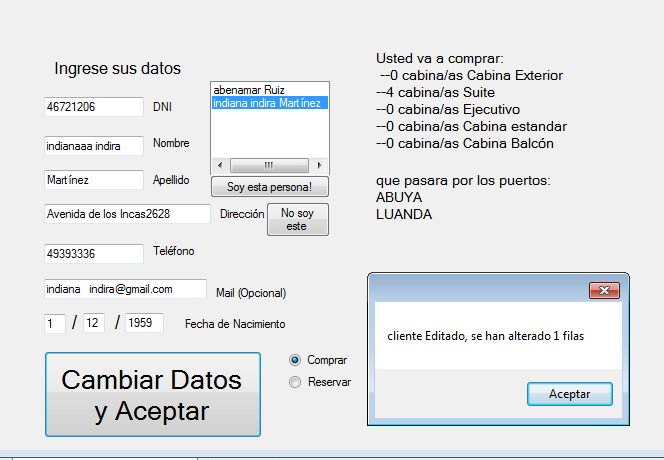 Ingrese sus datos
46721206 DNI
indianaaa indira Nombre
Martínez Apellido
Avenida de los Incas2628 Dirección
49393336 Teléfono
indiana indira@gmail.com Mail (Opcional)
1 / 12 / 1959 Fecha de Nacimiento
abenamar Ruiz
indiana indira Martínez
Soy esta persona!
No soy
este
Cambiar Datos
y Aceptar
Comprar
Reservar
Usted va a comprar:
--0 cabina/as Cabina Exterior
--4 cabina/as Suite
--0 cabina/as Ejecutivo
--0 cabina/as Cabina estandar
--0 cabina/as Cabina Balcón
que pasara por los puertos:
ABUYA
LUANDA
cliente Editado, se han alterado 1 filas
Aceptar